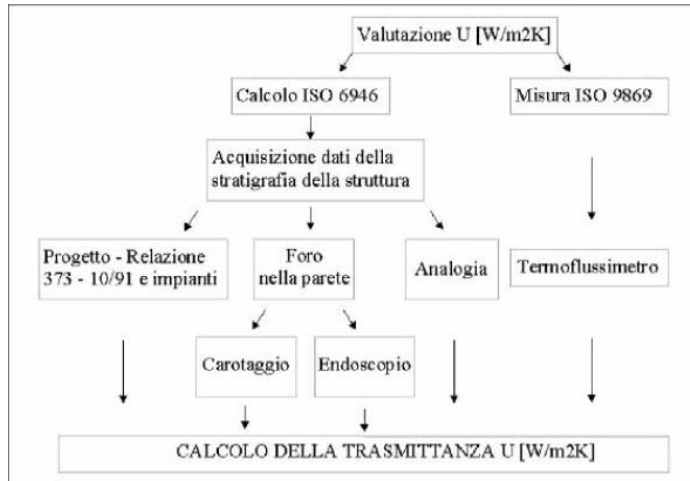 Valutazione U [W/m2K]
Calcolo ISO 6946
Misura ISO 9869
Acquisizione dati della
stratigrafia della struttura
Progetto - Relazione
373 - 10/91 e impianti
Foro
nella parete
Analogia
Termoflussimetro
Carotaggio
Endoscopio
CALCOLO DELLA TRASMITTANZA U [W/m2K]